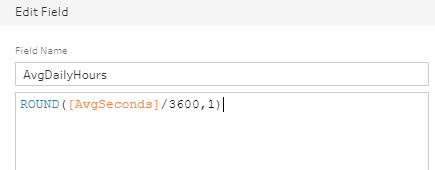 Edit Field
Field Name
AvgDailyHours
ROUND([AvgSeconds]/3600,1)